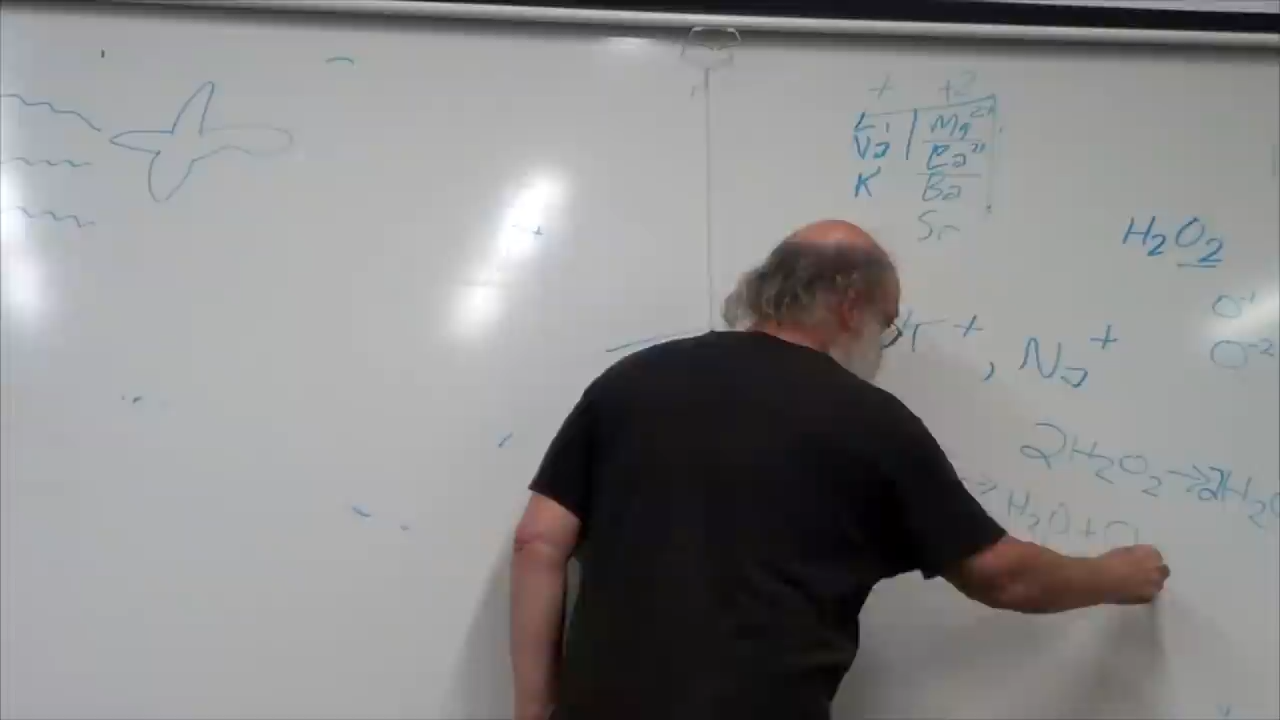 + +2
Li Mg²⁺
Na Ca²⁺
K Ba
Sr
H₂O₂
O⁻¹
O⁻²
⁺, Na⁺
2H₂O₂ → 2H₂O
→ H₂O + O